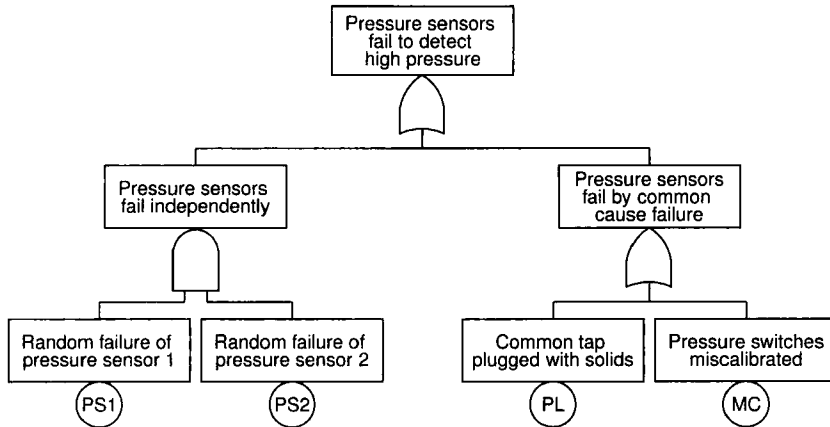 Pressure sensors
fail to detect
high pressure
Pressure sensors
fail independently
Pressure sensors
fail by common
cause failure
Random failure of
pressure sensor 1
Random failure of
pressure sensor 2
Common tap
plugged with solids
Pressure switches
miscalibrated
PS1
PS2
PL
MC